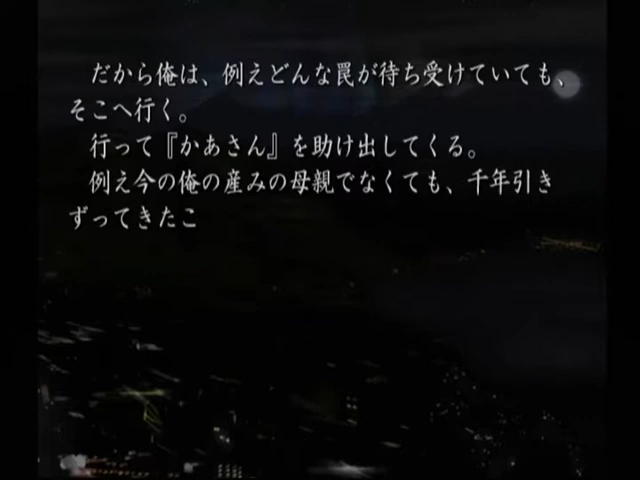 だから俺は、例えどんな罠が待ち受けていても、
そこへ行く。
行って『かあさん』を助け出してくる。
例え今の俺の産みの母親でなくても、千年引き
ずってきたこ